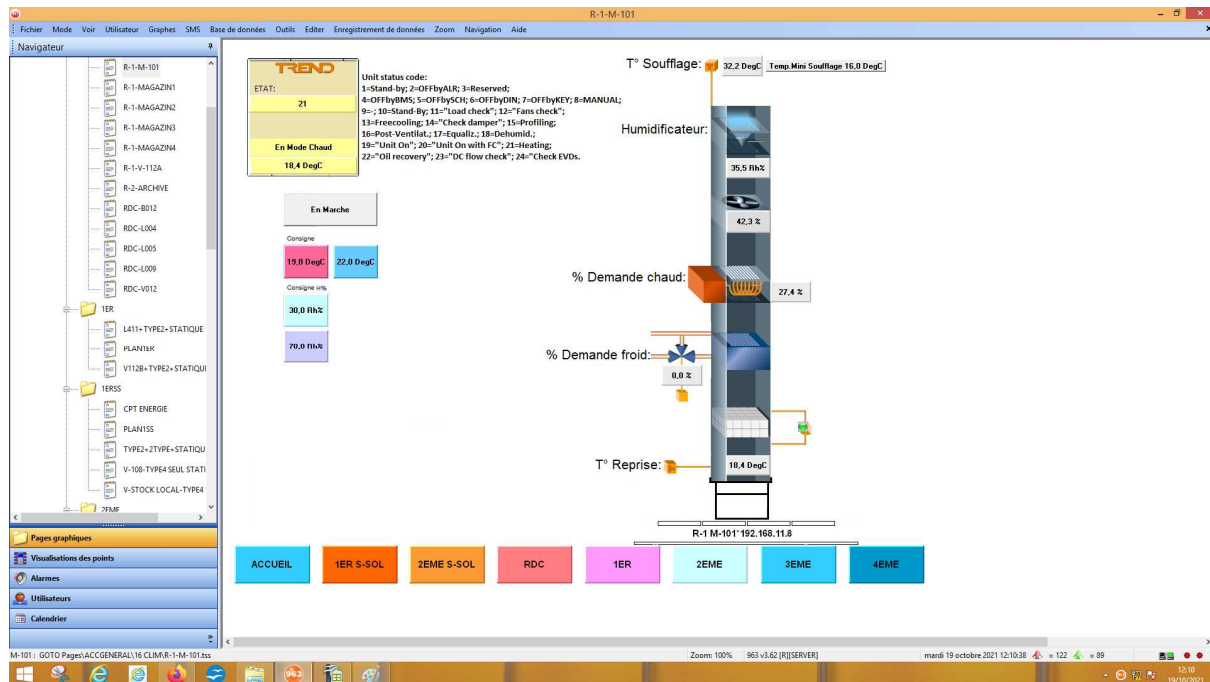 R-1-M-101
Fichier Mode Voir Utilisateur Graphes SMS Base de données Outils Editer Enregistrement de données Zoom Navigation Aide
Navigateur
R-1-M-101
R-1-MAGAZIN1
R-1-MAGAZIN2
R-1-MAGAZIN3
R-1-MAGAZIN4
R-1-V-112A
R-2-ARCHIVE
RDC-B012
RDC-L004
RDC-L005
RDC-L009
RDC-V012
1ER
L411+TYPE2+STATIQUE
PLAN1ER
V112B+TYPE2+STATIQUI
1ERSS
CPT ENERGIE
PLAN1SS
TYPE2+2TYPE+STATIQU
V-108-TYPE4 SEUL STATI
V-STOCK LOCAL-TYPE4
2EME
Pages graphiques
Visualisations des points
Alarmes
Utilisateurs
Calendrier
TREND
ETAT:
21
En Mode Chaud
18,4 DegC
Unit status code:
1=Stand-by; 2=OFFbyALR; 3=Reserved;
4=OFFbyBMS; 5=OFFbySCH; 6=OFFbyDIN; 7=OFFbyKEY; 8=MANUAL;
9=-; 10=Stand-By; 11="Load check"; 12="Fans check";
13=Freecooling; 14="Check damper"; 15=Profiling;
16=Post-Ventilat.; 17=Equaliz.; 18=Dehumid.;
19="Unit On"; 20="Unit On with FC"; 21=Heating;
22="Oil recovery"; 23="DC flow check"; 24="Check EVDs.
En Marche
Consigne
19,0 DegC 22,0 DegC
Consigne H%
30,0 Rh%
70,0 Rh%
T° Soufflage: 32,2 DegC Temp.Mini Soufflage 16,0 DegC
Humidificateur:
35,5 Rh%
42,3 %
% Demande chaud:
27,4 %
% Demande froid:
0,0 %
T° Reprise: 18,4 DegC
R-1 M-101*192.168.11.8
ACCUEIL 1ER S-SOL 2EME S-SOL RDC 1ER 2EME 3EME 4EME
M-101 : GOTO Pages\ACCGENERAL\16 CLIM\R-1-M-101.tss Zoom: 100% 963 v3.62 [R][SERVER] mardi 19 octobre 2021 12:10:38 = 122 = 89
963
12:10
19/10/2021